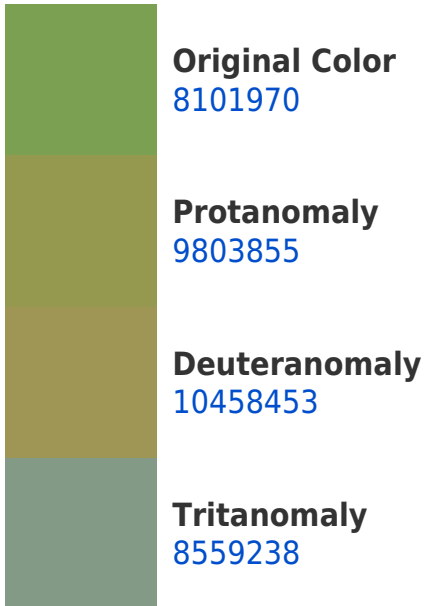 Original Color
8101970
Protanomaly
9803855
Deuteranomaly
10458453
Tritanomaly
8559238